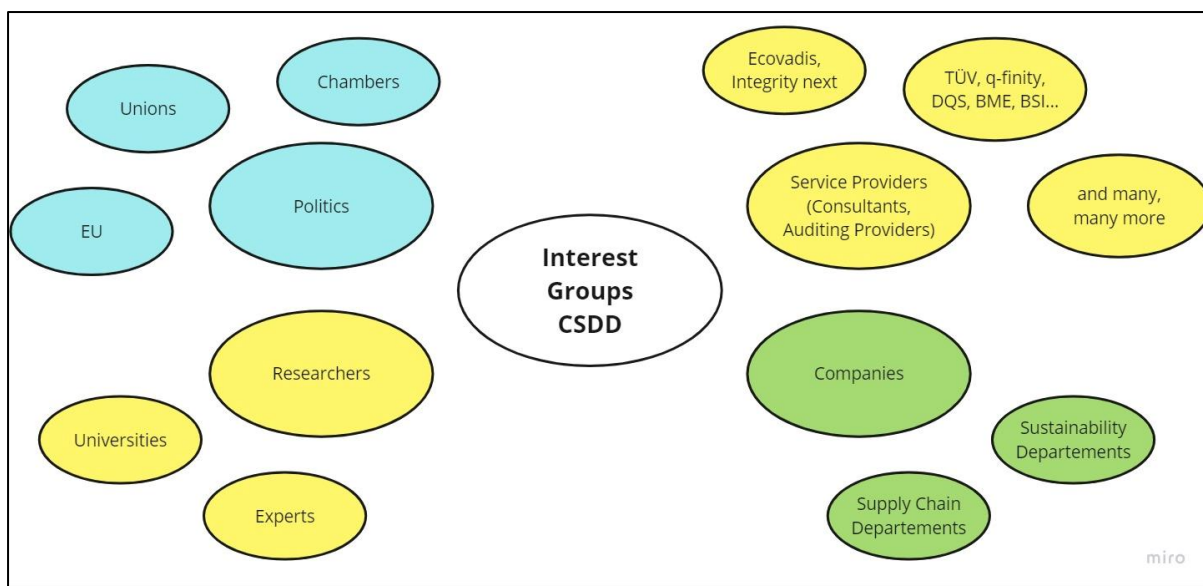 Chambers
Unions
Politics
EU
Ecovadis,
Integrity next
TÜV, q-finity,
DQS, BME, BSI...
Service Providers
(Consultants,
Auditing Providers)
and many,
many more
Interest
Groups
CSDD
Researchers
Universities
Experts
Companies
Sustainability
Departements
Supply Chain
Departements
miro